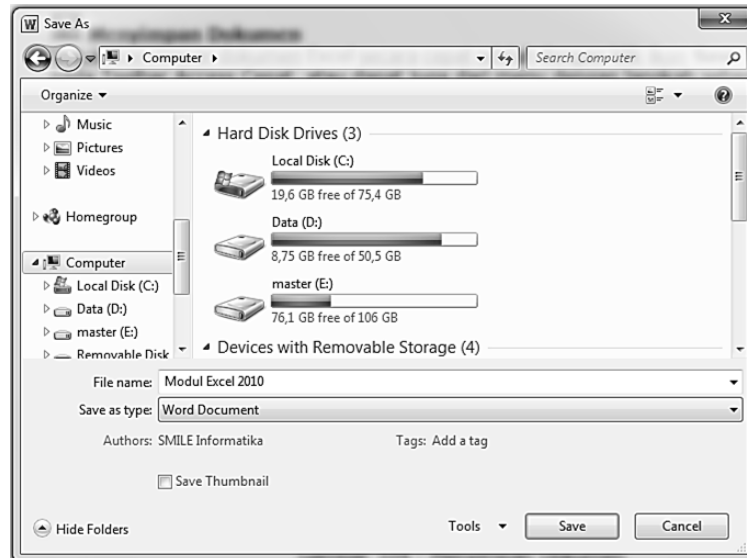 W Save As
Menyimpan Dokumen
Computer
Search Computer
Organize
Music
Pictures
Videos
Homegroup
Computer
Local Disk (C:)
Data (D:)
master (E:)
Removable Disk
Hard Disk Drives (3)
Local Disk (C:)
19,6 GB free of 75,4 GB
Data (D:)
8,75 GB free of 50,5 GB
master (E:)
76,1 GB free of 106 GB
Devices with Removable Storage (4)
File name: Modul Excel 2010
Save as type: Word Document
Authors: SMILE Informatika Tags: Add a tag
Save Thumbnail
Hide Folders Tools Save Cancel